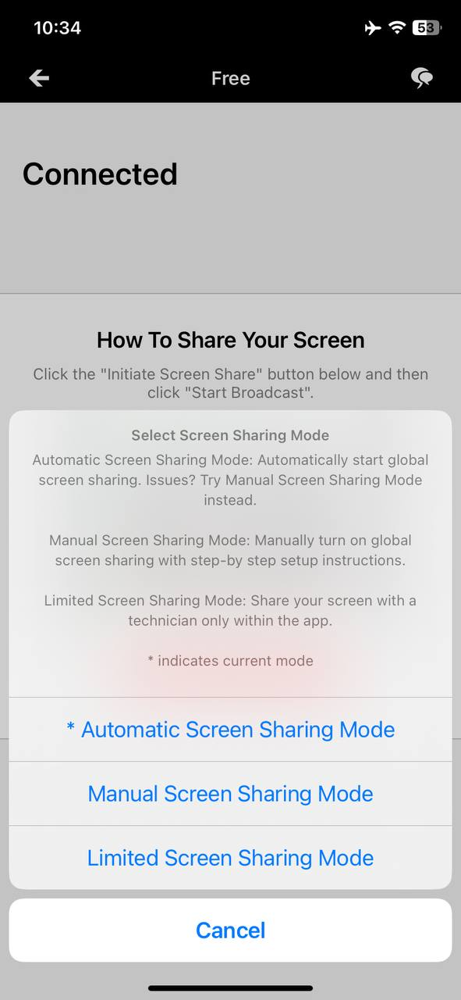 10:34
53
Free
Connected
How To Share Your Screen
Click the "Initiate Screen Share" button below and then
click "Start Broadcast".
Select Screen Sharing Mode
Automatic Screen Sharing Mode: Automatically start global
screen sharing. Issues? Try Manual Screen Sharing Mode
instead.
Manual Screen Sharing Mode: Manually turn on global
screen sharing with step-by step setup instructions.
Limited Screen Sharing Mode: Share your screen with a
technician only within the app.
* indicates current mode
* Automatic Screen Sharing Mode
Manual Screen Sharing Mode
Limited Screen Sharing Mode
Cancel